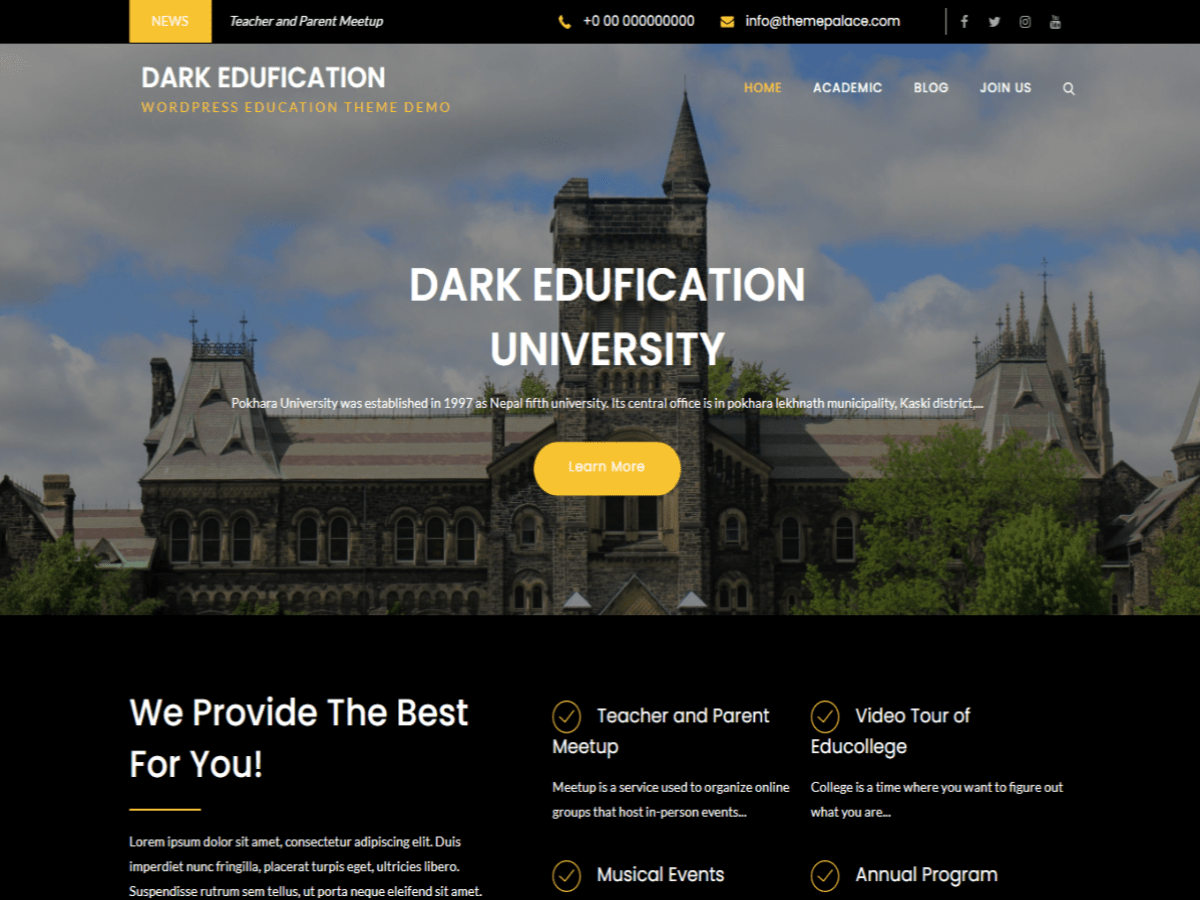 NEWS
Teacher and Parent Meetup
+0 00 000000000
info@themepalace.com
DARK EDUFICATION
WORDPRESS EDUCATION THEME DEMO
HOME
ACADEMIC
BLOG
JOIN US
DARK EDUFICATION
UNIVERSITY
Pokhara University was established in 1997 as Nepal fifth university. Its central office is in pokhara lekhnath municipality, Kaski district,...
Learn More
We Provide The Best
For You!
Lorem ipsum dolor sit amet, consectetur adipiscing elit. Duis
imperdiet nunc fringilla, placerat turpis eget, ultricies libero.
Suspendisse rutrum sem tellus, ut porta neque eleifend sit amet.
Teacher and Parent
Meetup
Meetup is a service used to organize online
groups that host in-person events...
Video Tour of
Educollege
College is a time where you want to figure out
what you are...
Musical Events
Annual Program